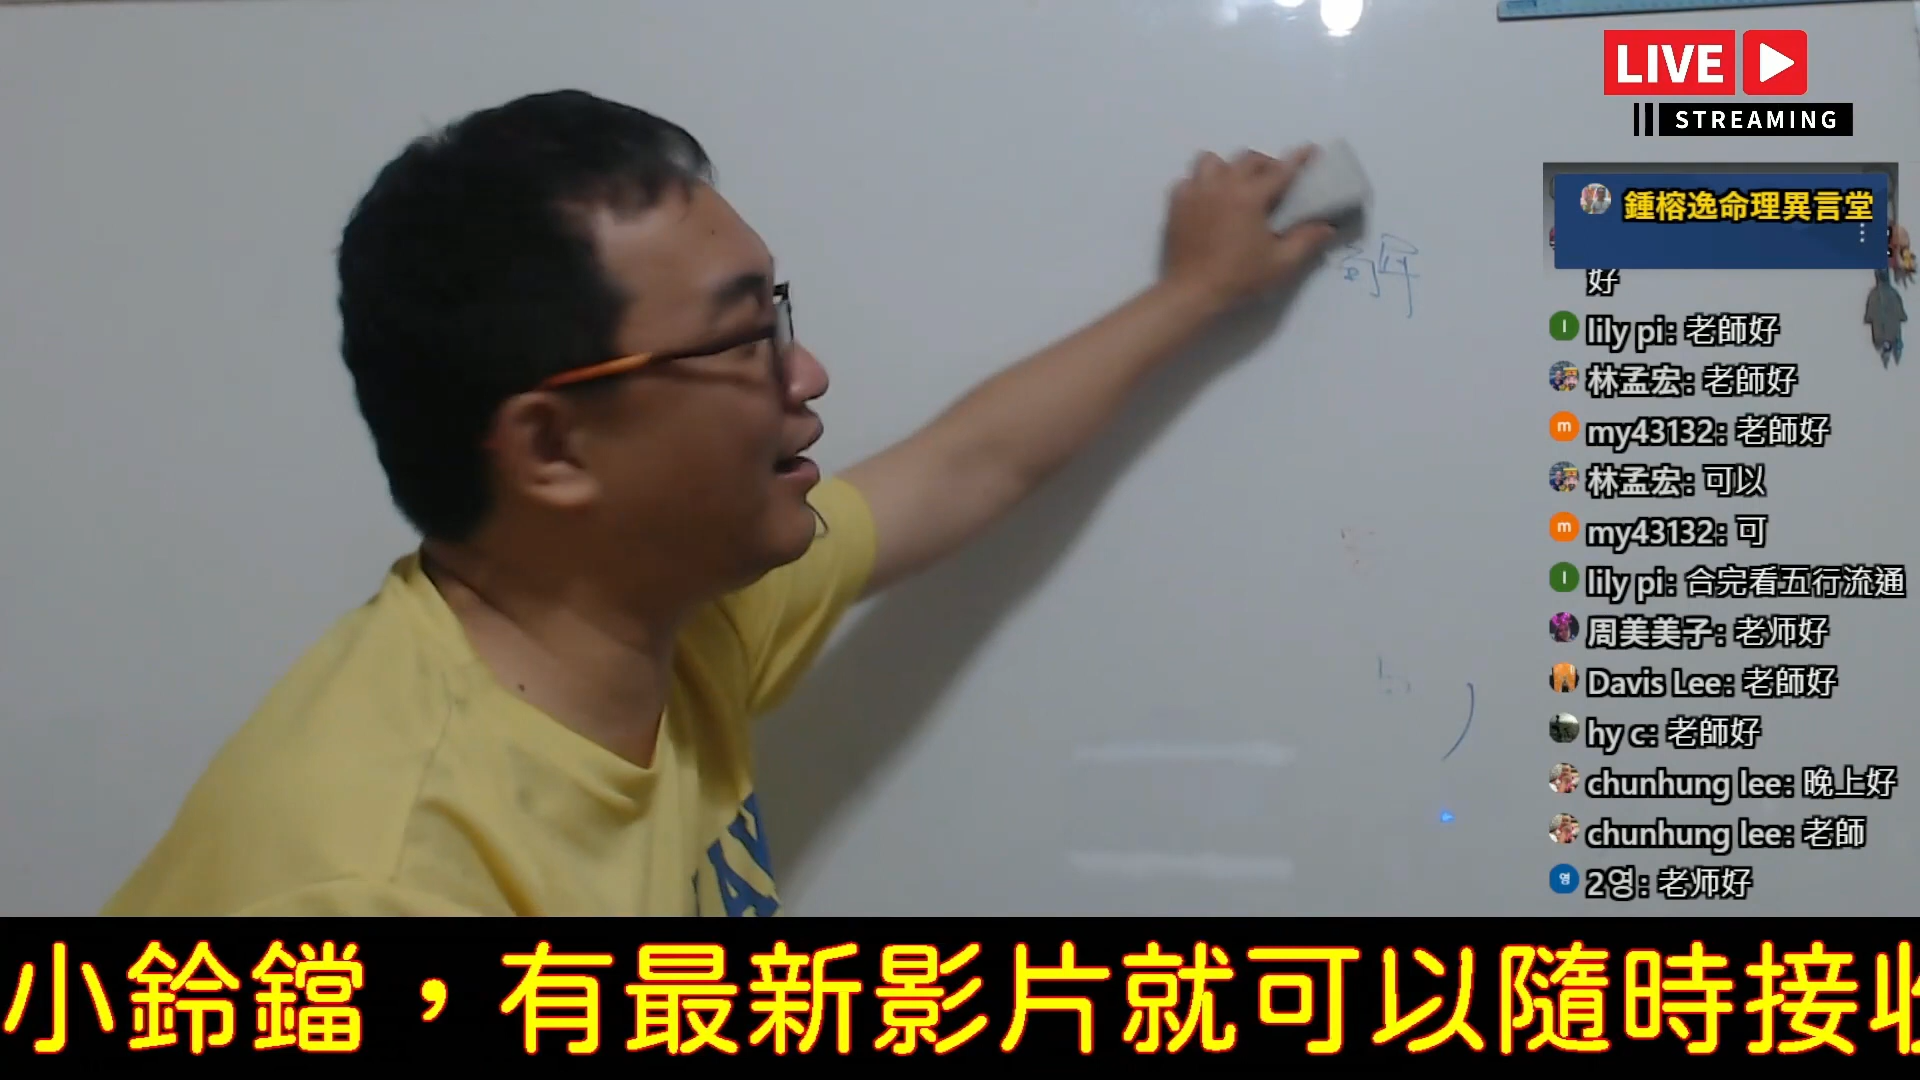 LIVE
STREAMING
鍾榕逸命理異言堂
好
lily pi: 老師好
林孟宏: 老師好
m my43132: 老師好
林孟宏: 可以
m my43132: 可
lily pi: 合完看五行流通
周美美子: 老师好
Davis Lee: 老師好
hy c: 老師好
chunhung lee: 晚上好
chunhung lee: 老師
영 2영: 老师好
小鈴鐺，有最新影片就可以隨時接收